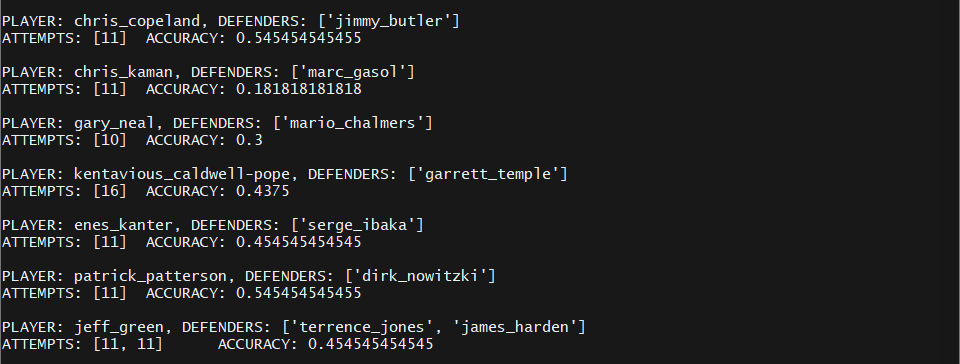 PLAYER: chris_copeland, DEFENDERS: ['jimmy_butler']
ATTEMPTS: [11]  ACCURACY: 0.545454545455
PLAYER: chris_kaman, DEFENDERS: ['marc_gasol']
ATTEMPTS: [11]  ACCURACY: 0.181818181818
PLAYER: gary_neal, DEFENDERS: ['mario_chalmers']
ATTEMPTS: [10]  ACCURACY: 0.3
PLAYER: kentavious_caldwell-pope, DEFENDERS: ['garrett_temple']
ATTEMPTS: [16]  ACCURACY: 0.4375
PLAYER: enes_kanter, DEFENDERS: ['serge_ibaka']
ATTEMPTS: [11]  ACCURACY: 0.454545454545
PLAYER: patrick_patterson, DEFENDERS: ['dirk_nowitzki']
ATTEMPTS: [11]  ACCURACY: 0.545454545455
PLAYER: jeff_green, DEFENDERS: ['terrence_jones', 'james_harden']
ATTEMPTS: [11, 11]      ACCURACY: 0.454545454545